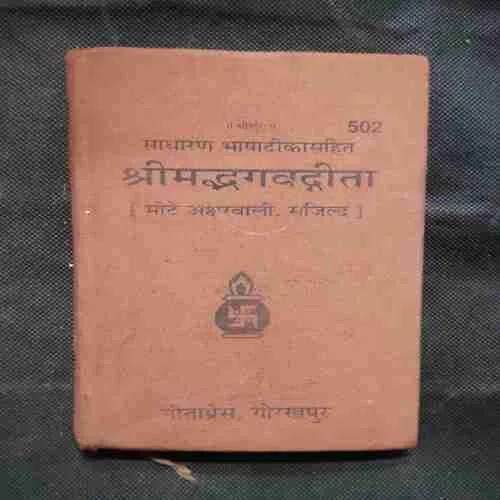 ॥ श्रीहरिः ॥
502
साधारण भाषाटीकासहित
श्रीमद्भगवद्गीता
[ मोटे अक्षरवाली, सजिल्द ]
गीताप्रेस, गोरखपुर